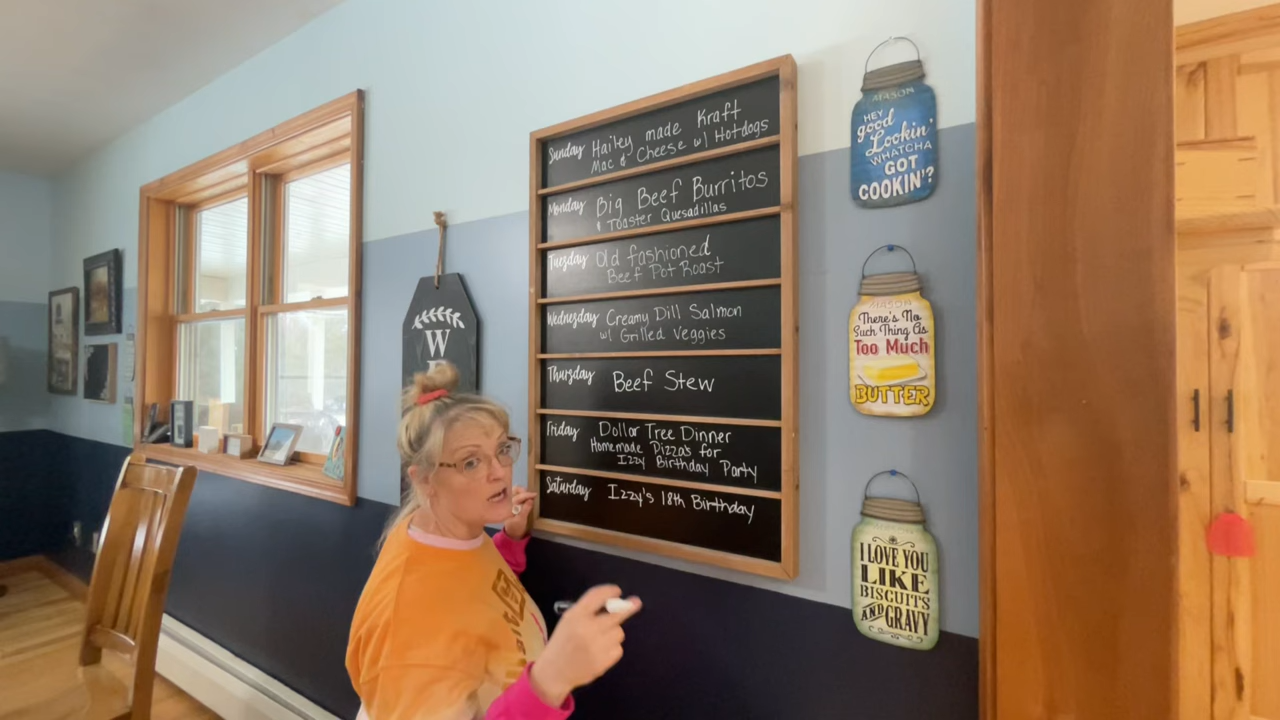 Sunday Hailey made Kraft
Mac & Cheese w/ Hotdogs
Monday Big Beef Burritos
& Toaster Quesadillas
Tuesday Old fashioned
Beef Pot Roast
Wednesday Creamy Dill Salmon
w/ Grilled Veggies
Thursday Beef Stew
Friday Dollar Tree Dinner
Homemade Pizza's for
Izzy Birthday Party
Saturday Izzy's 18th Birthday
MASON
HEY
good
Lookin'
WHATCHA
GOT
COOKIN'?
MASON
There's No
Such Thing As
Too Much
BUTTER
I LOVE YOU
LIKE
BISCUITS
AND GRAVY
W